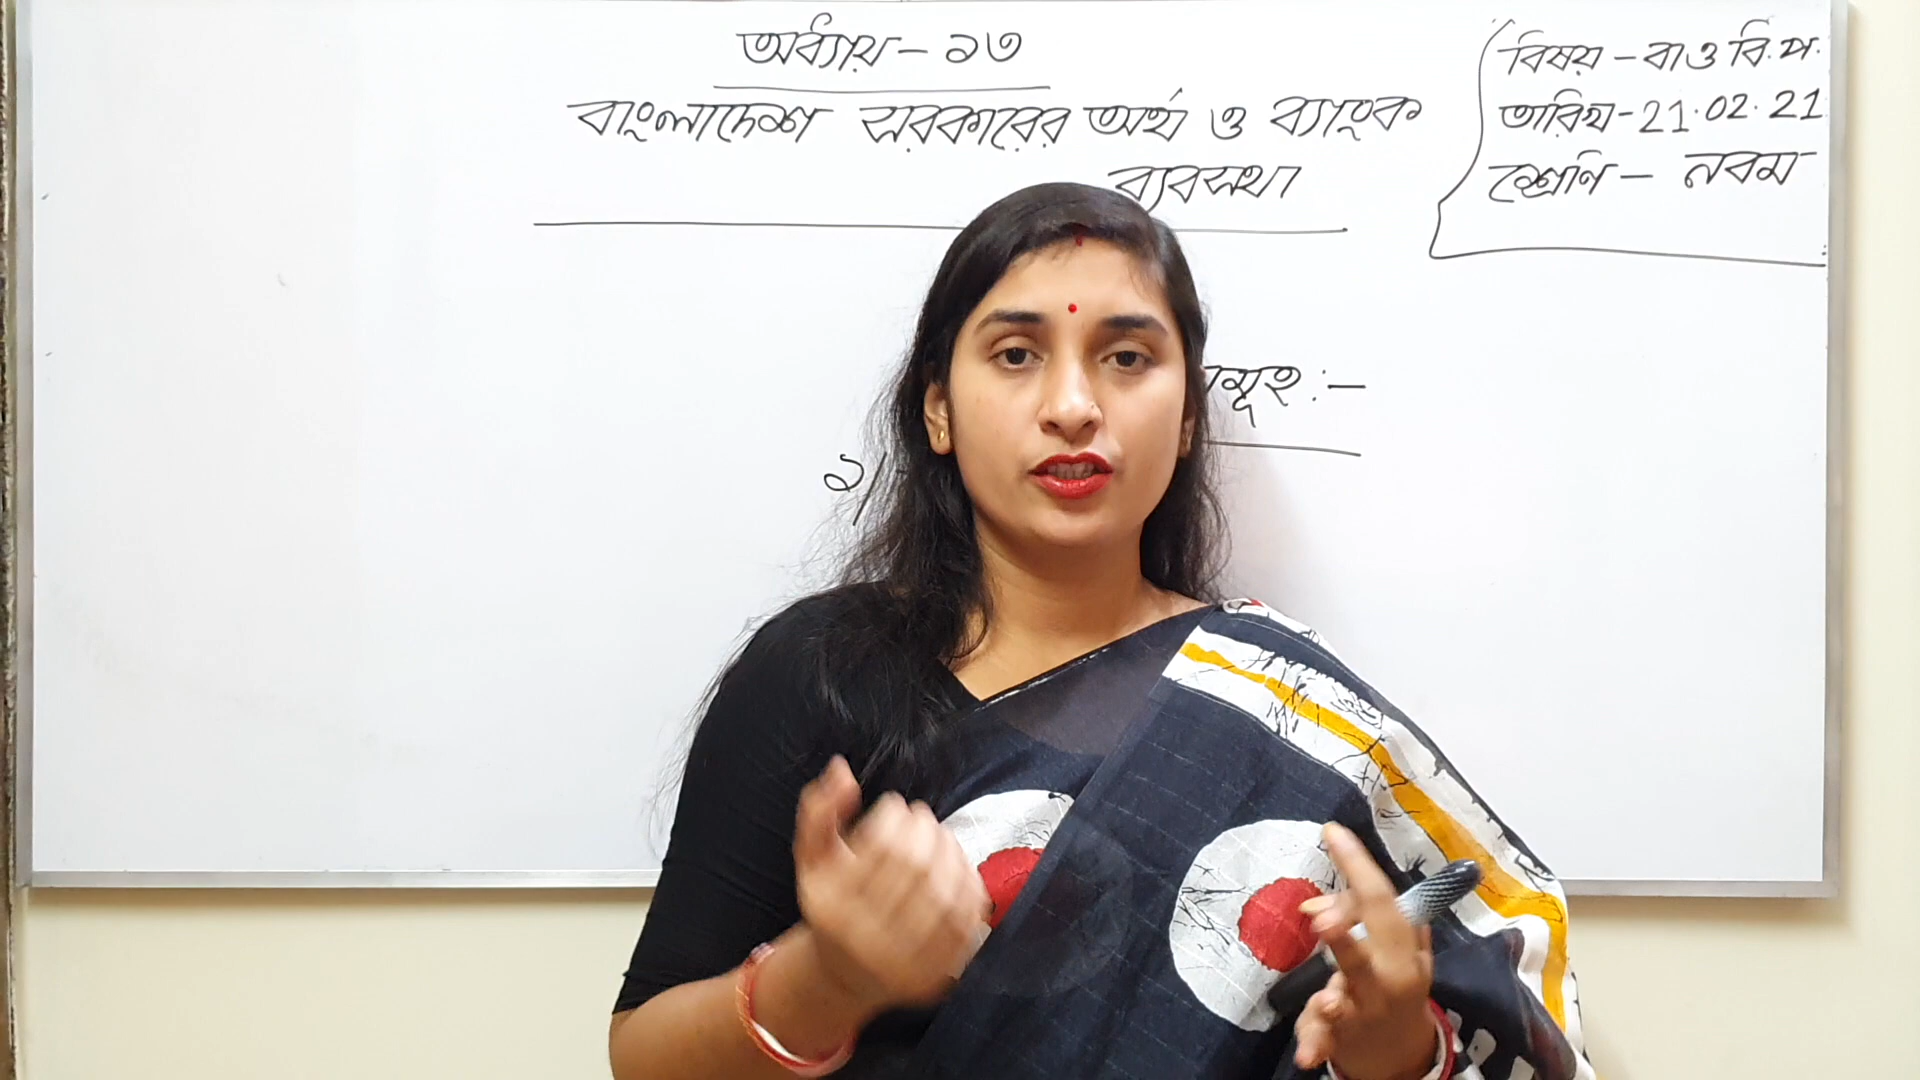 অধ্যায় - ১৩
বাংলাদেশ সরকারের অর্থ ও ব্যাংক
ব্যবস্থা
বিষয় - বাও বি.প.
তারিখ - 21.02.21
শ্রেণি - নবম
সমূহ :-
১/